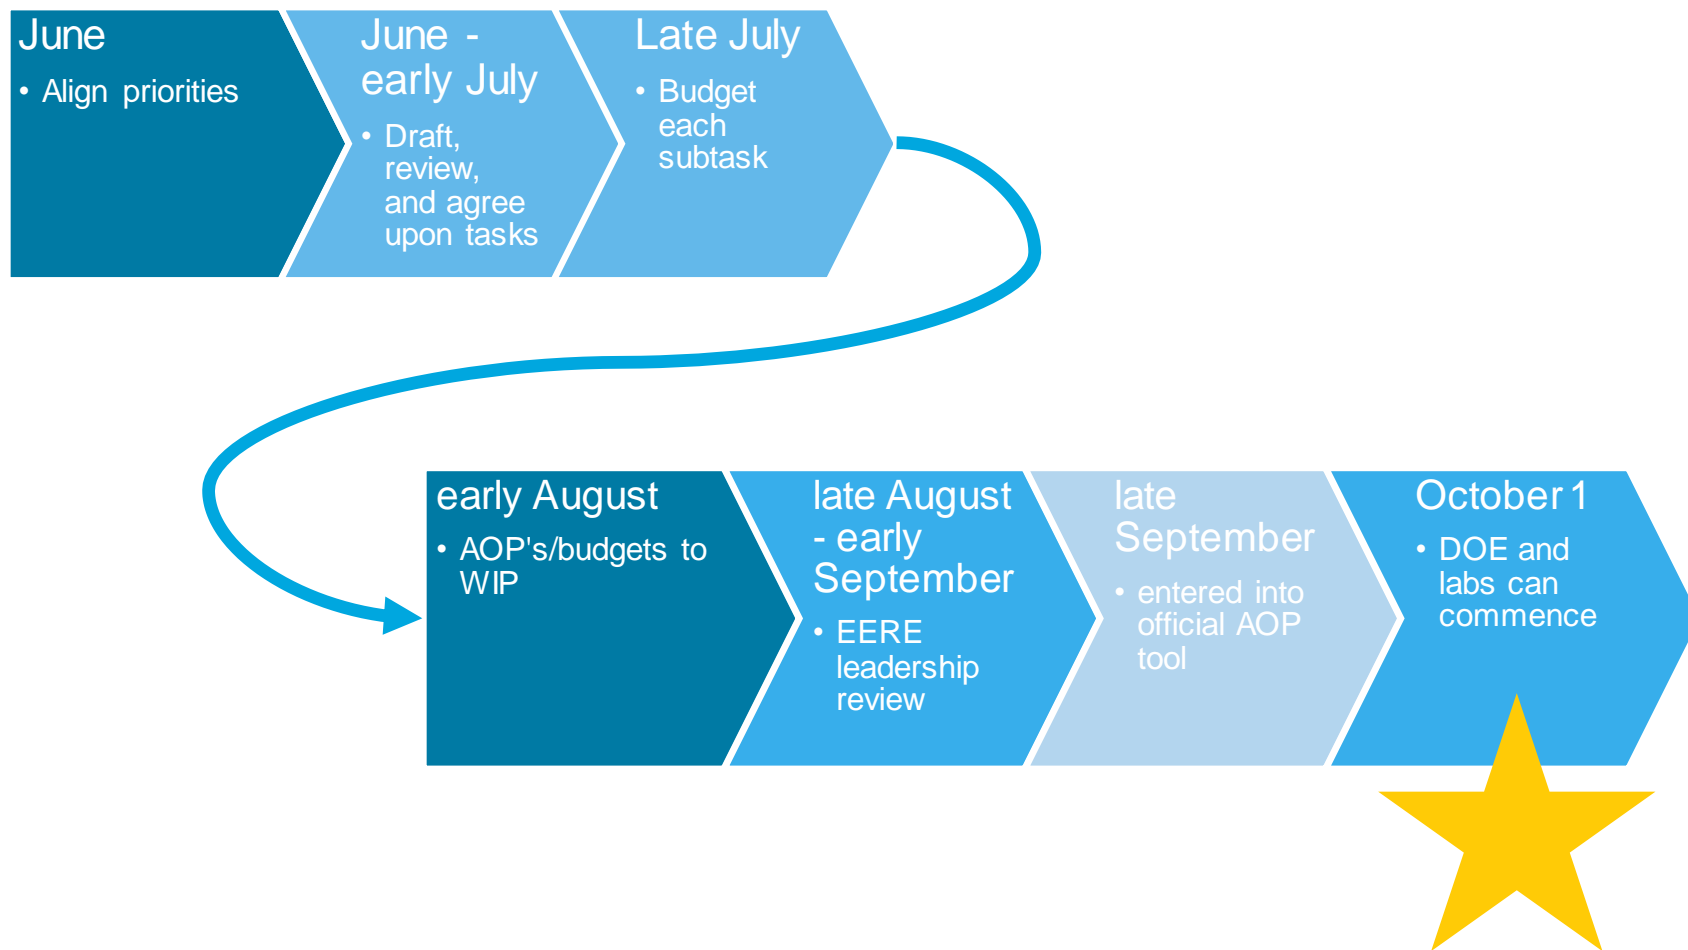 June
• Align priorities
June -
early July
• Draft,
review,
and agree
upon tasks
Late July
• Budget
each
subtask
early August
• AOP's/budgets to
WIP
late August
- early
September
• EERE
leadership
review
late
September
• entered into
official AOP
tool
October 1
• DOE and
labs can
commence